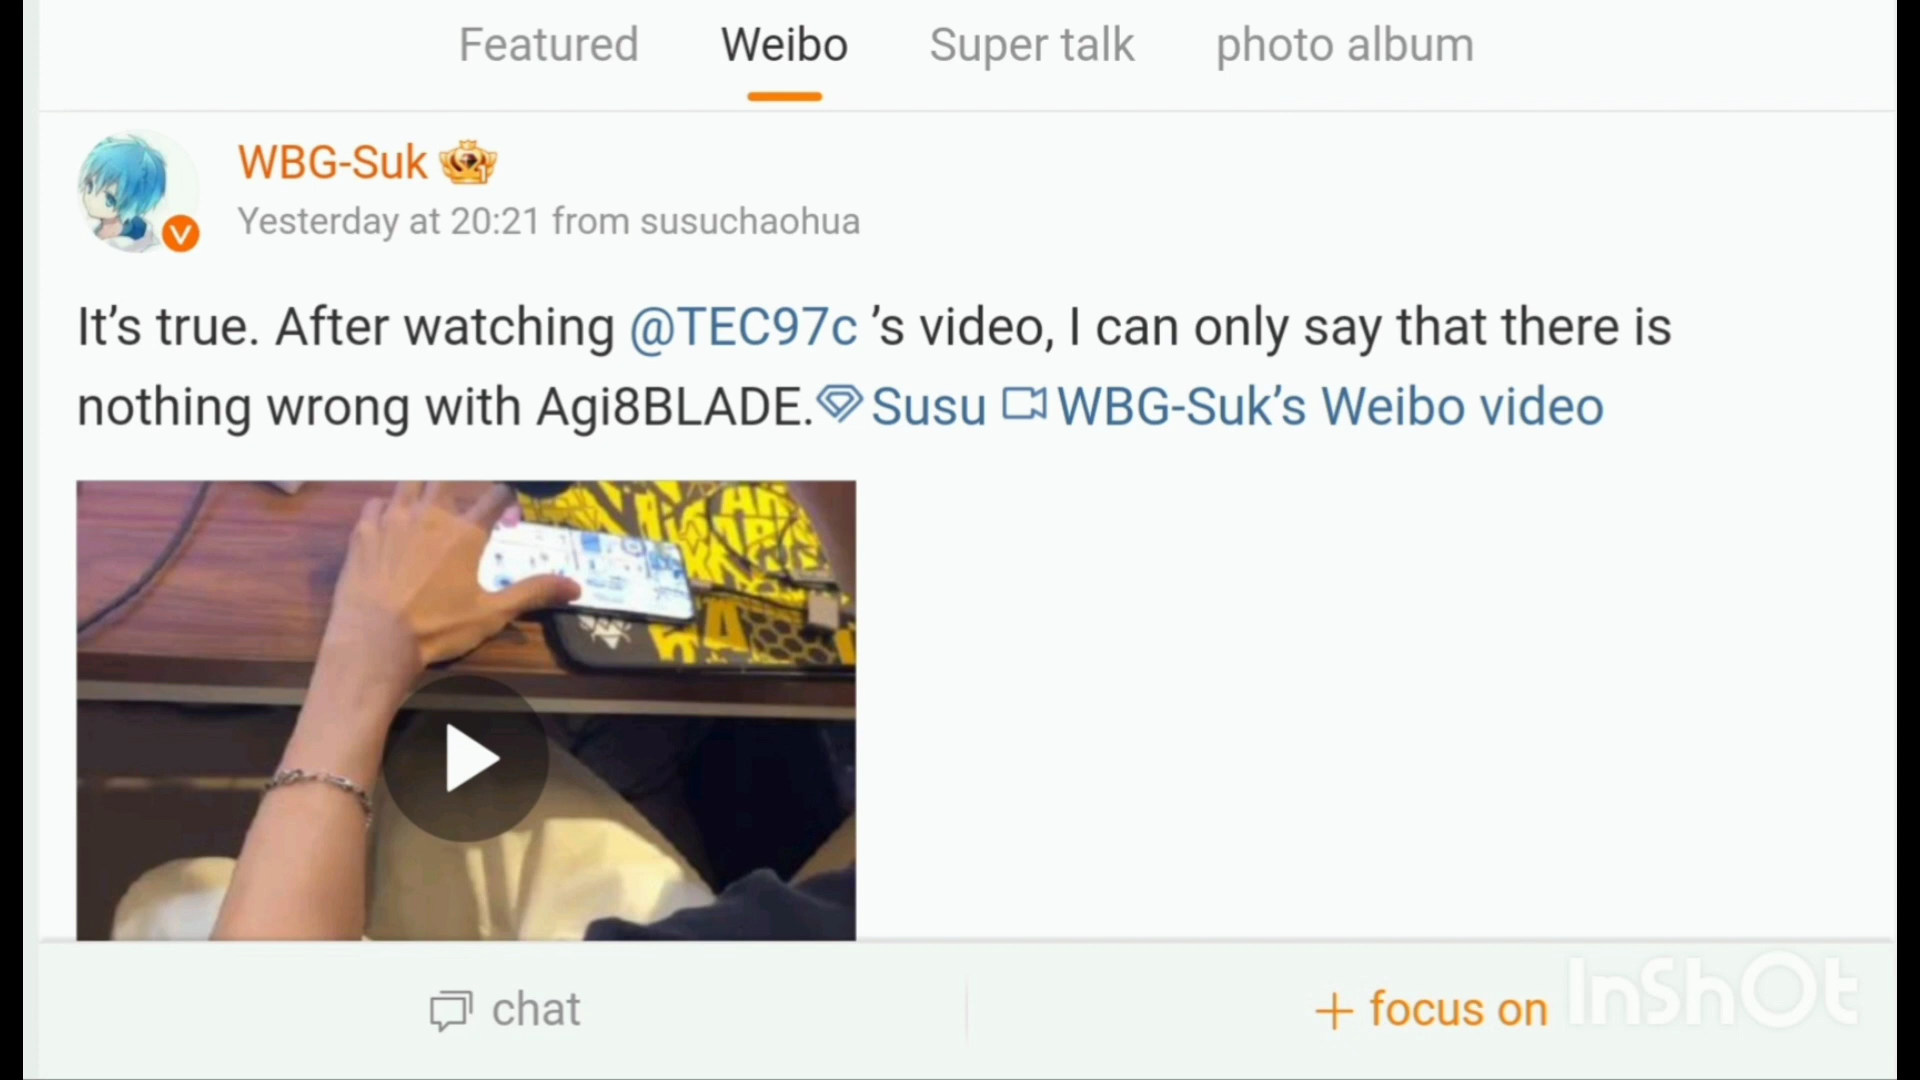 Featured Weibo Super talk photo album
WBG-Suk
Yesterday at 20:21 from susuchaohua
It’s true. After watching @TEC97c ’s video, I can only say that there is
nothing wrong with Agi8BLADE. Susu WBG-Suk’s Weibo video
chat
+ focus on
InShOt